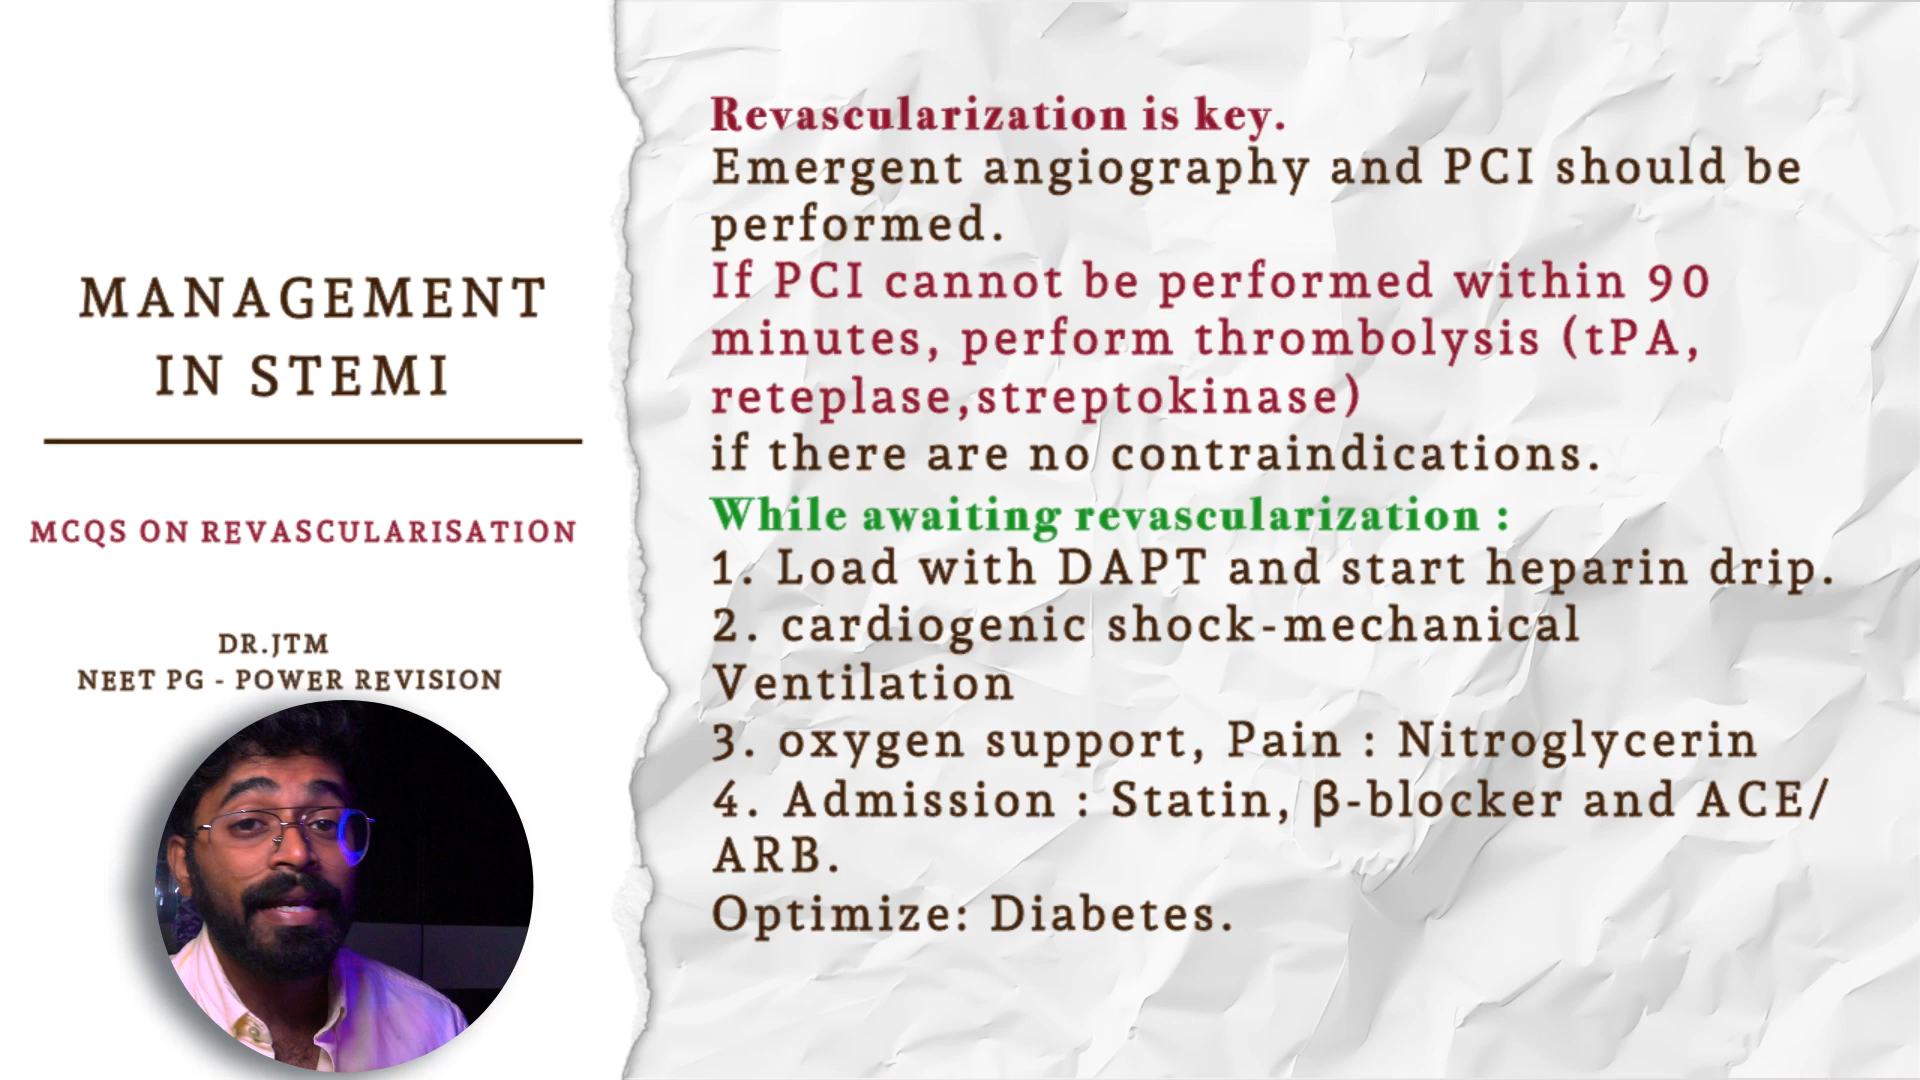 MANAGEMENT
IN STEMI
MCQS ON REVASCULARISATION
DR.JTM
NEET PG - POWER REVISION
Revascularization is key.
Emergent angiography and PCI should be
performed.
If PCI cannot be performed within 90
minutes, perform thrombolysis (tPA,
reteplase,streptokinase)
if there are no contraindications.
While awaiting revascularization :
1. Load with DAPT and start heparin drip.
2. cardiogenic shock-mechanical
Ventilation
3. oxygen support, Pain : Nitroglycerin
4. Admission : Statin, β-blocker and ACE/
ARB.
Optimize: Diabetes.